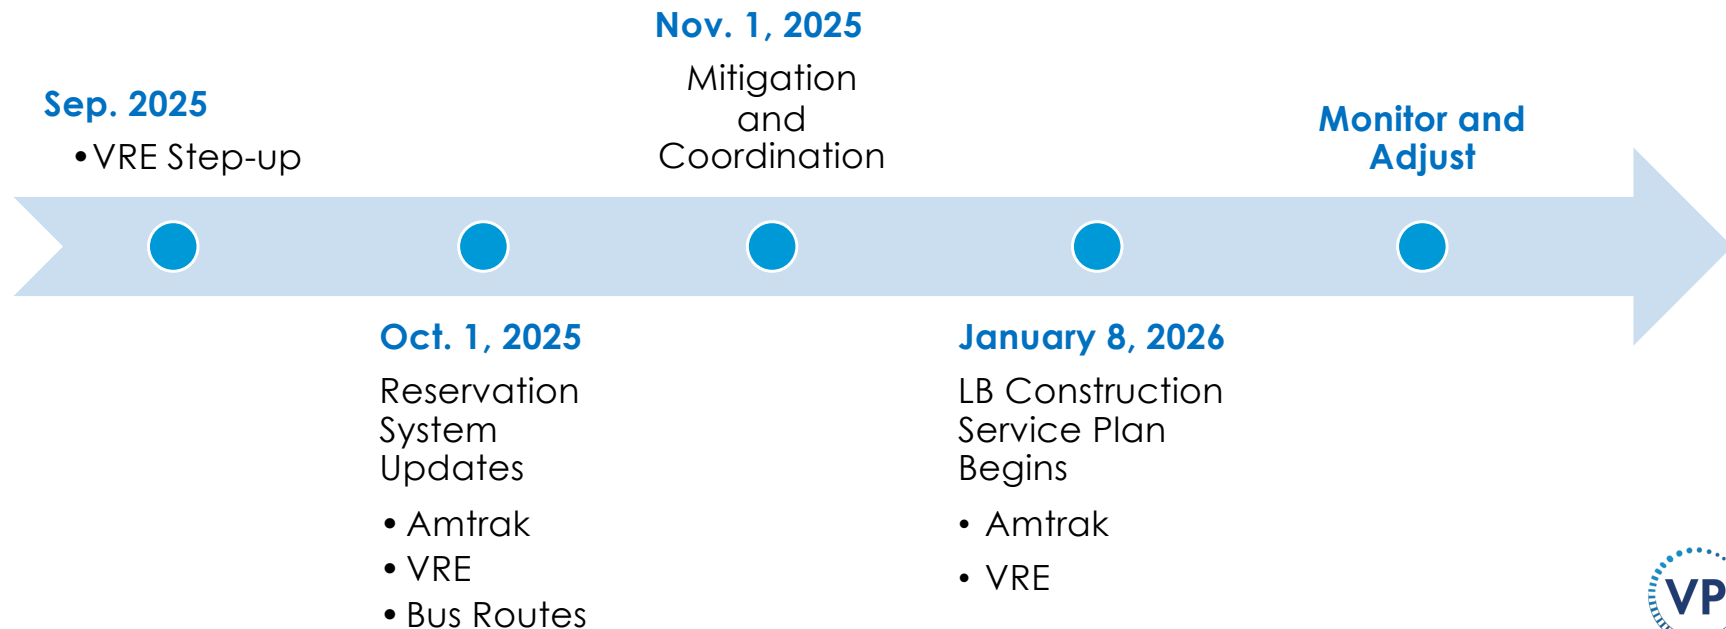 Sep. 2025
•VRE Step-up
Oct. 1, 2025
Reservation
System
Updates
• Amtrak
• VRE
• Bus Routes
Nov. 1, 2025
Mitigation
and
Coordination
January 8, 2026
LB Construction
Service Plan
Begins
• Amtrak
• VRE
Monitor and
Adjust
VP